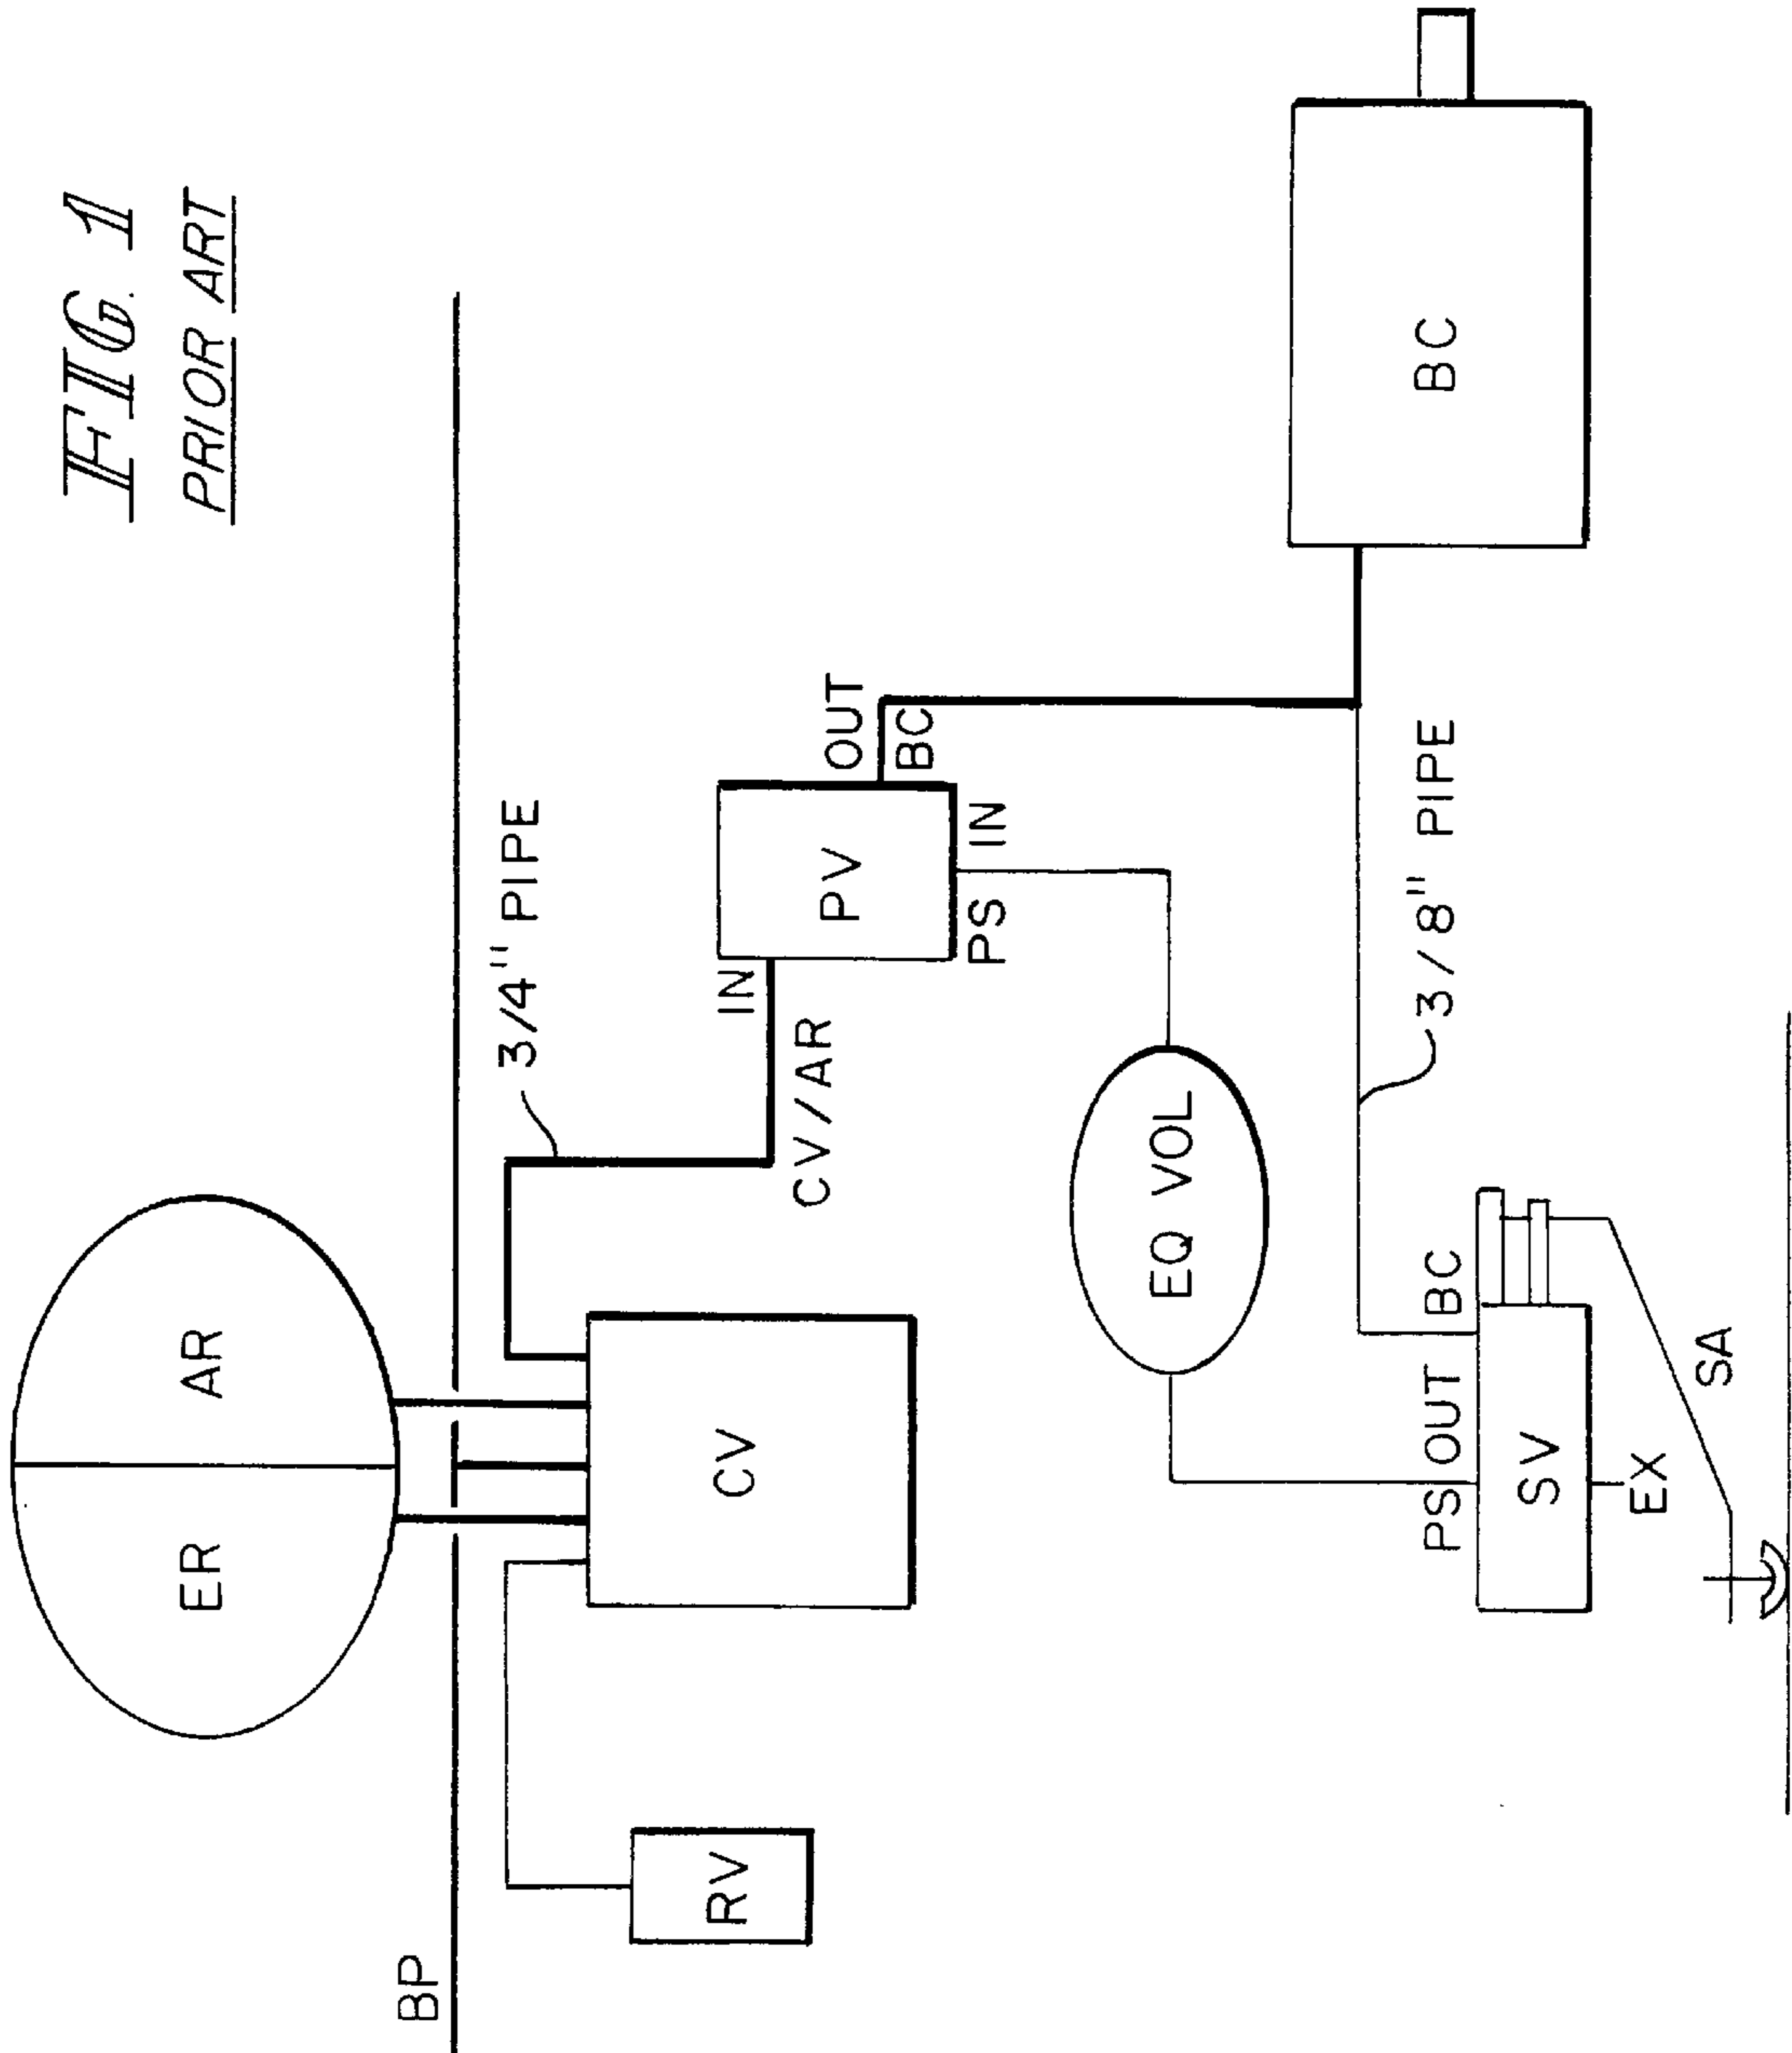 FIG. 1
PRIOR ART
BP
ER
AR
RV
CV
3/4" PIPE
IN
CV/AR
PV
OUT
BC
PS
IN
EQ VOL
BC
3/8" PIPE
PS OUT
BC
SV
EX
SA